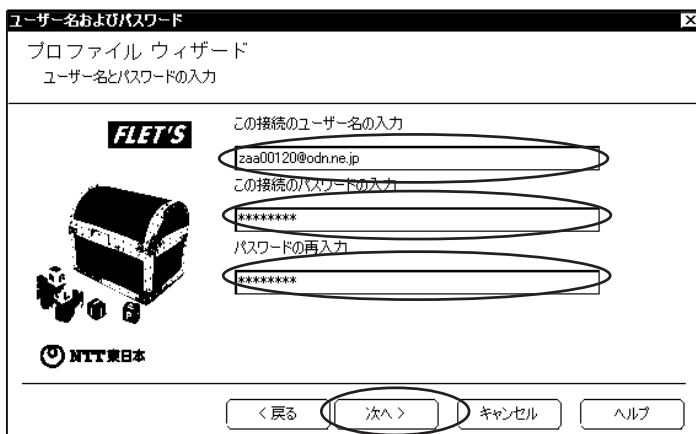 ユーザー名およびパスワード
プロファイル ウィザード
ユーザー名とパスワードの入力
FLET'S
この接続のユーザー名の入力
zaa00120@odn.ne.jp
この接続のパスワードの入力
********
パスワードの再入力
********
NTT東日本
< 戻る
次へ >
キャンセル
ヘルプ